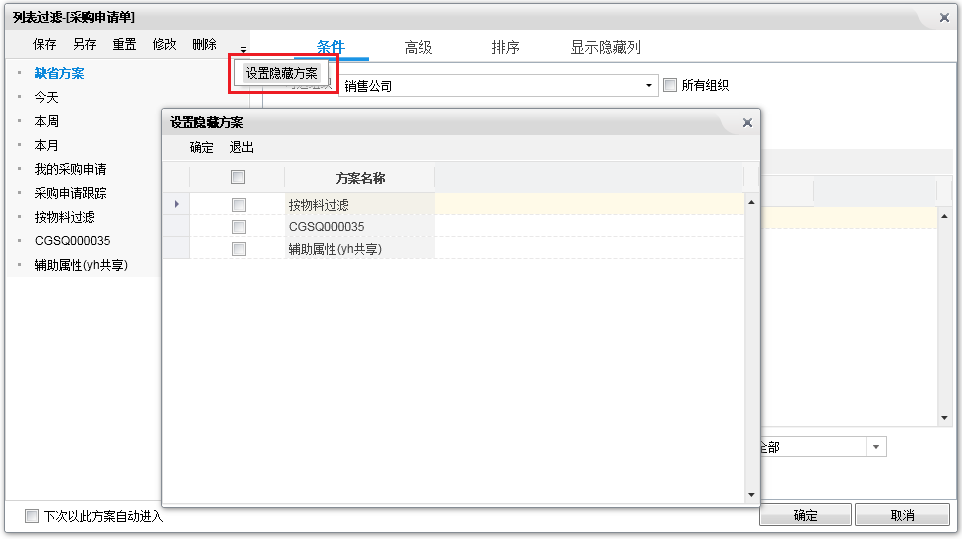 列表过滤-[采购申请单]
保存 另存 重置 修改 删除
条件 高级 排序 显示隐藏列
缺省方案
今天
本周
本月
我的采购申请
采购申请跟踪
按物料过滤
CGSQ000035
辅助属性(yh共享)
设置隐藏方案
销售公司
所有组织
设置隐藏方案
确定 退出
方案名称
按物料过滤
CGSQ000035
辅助属性(yh共享)
全部
下次以此方案自动进入
确定 取消